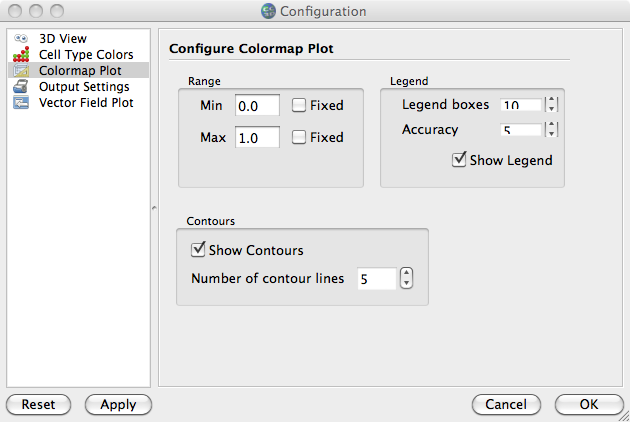 Configuration
3D View
Cell Type Colors
Colormap Plot
Output Settings
Vector Field Plot
Configure Colormap Plot
Range
Min 0.0 Fixed
Max 1.0 Fixed
Legend
Legend boxes 10
Accuracy 5
Show Legend
Contours
Show Contours
Number of contour lines 5
Reset Apply Cancel OK